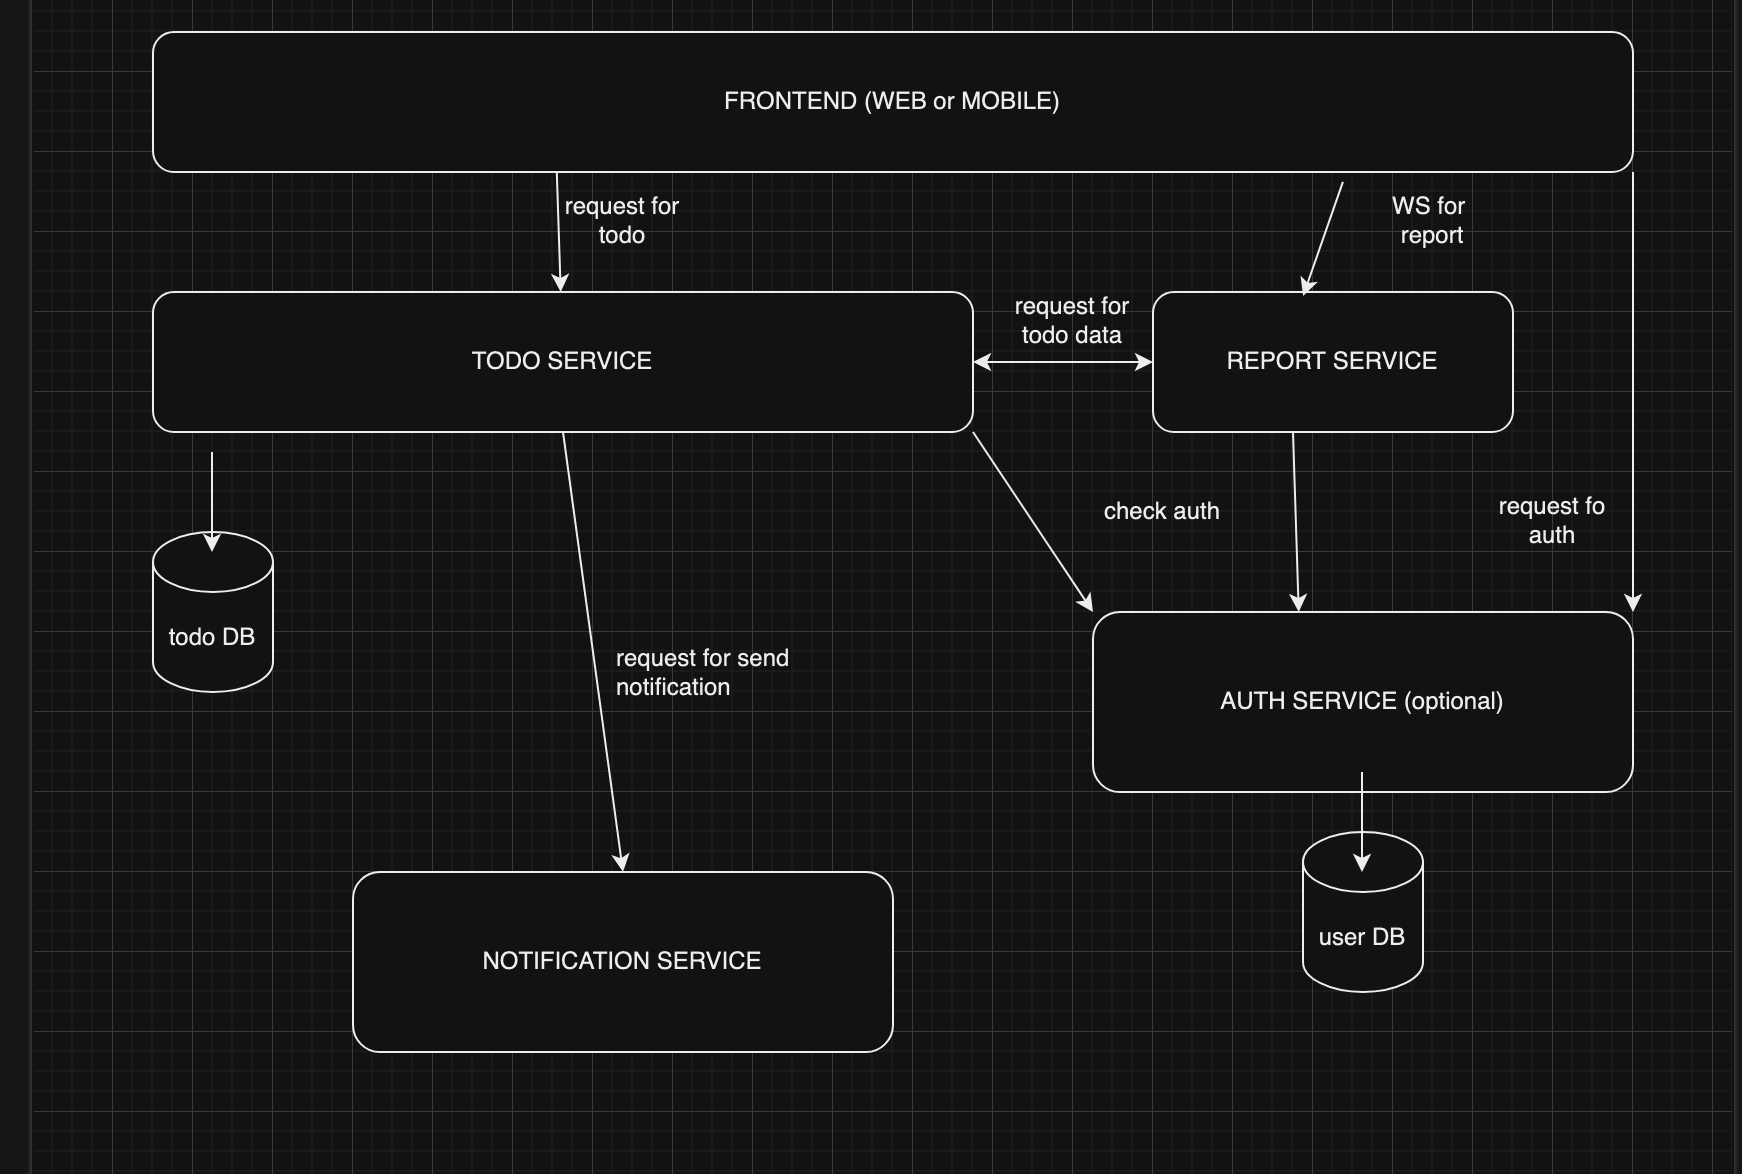 FRONTEND (WEB or MOBILE)
request for
todo
WS for
report
TODO SERVICE
request for
todo data
REPORT SERVICE
check auth
request fo
auth
todo DB
request for send
notification
AUTH SERVICE (optional)
NOTIFICATION SERVICE
user DB